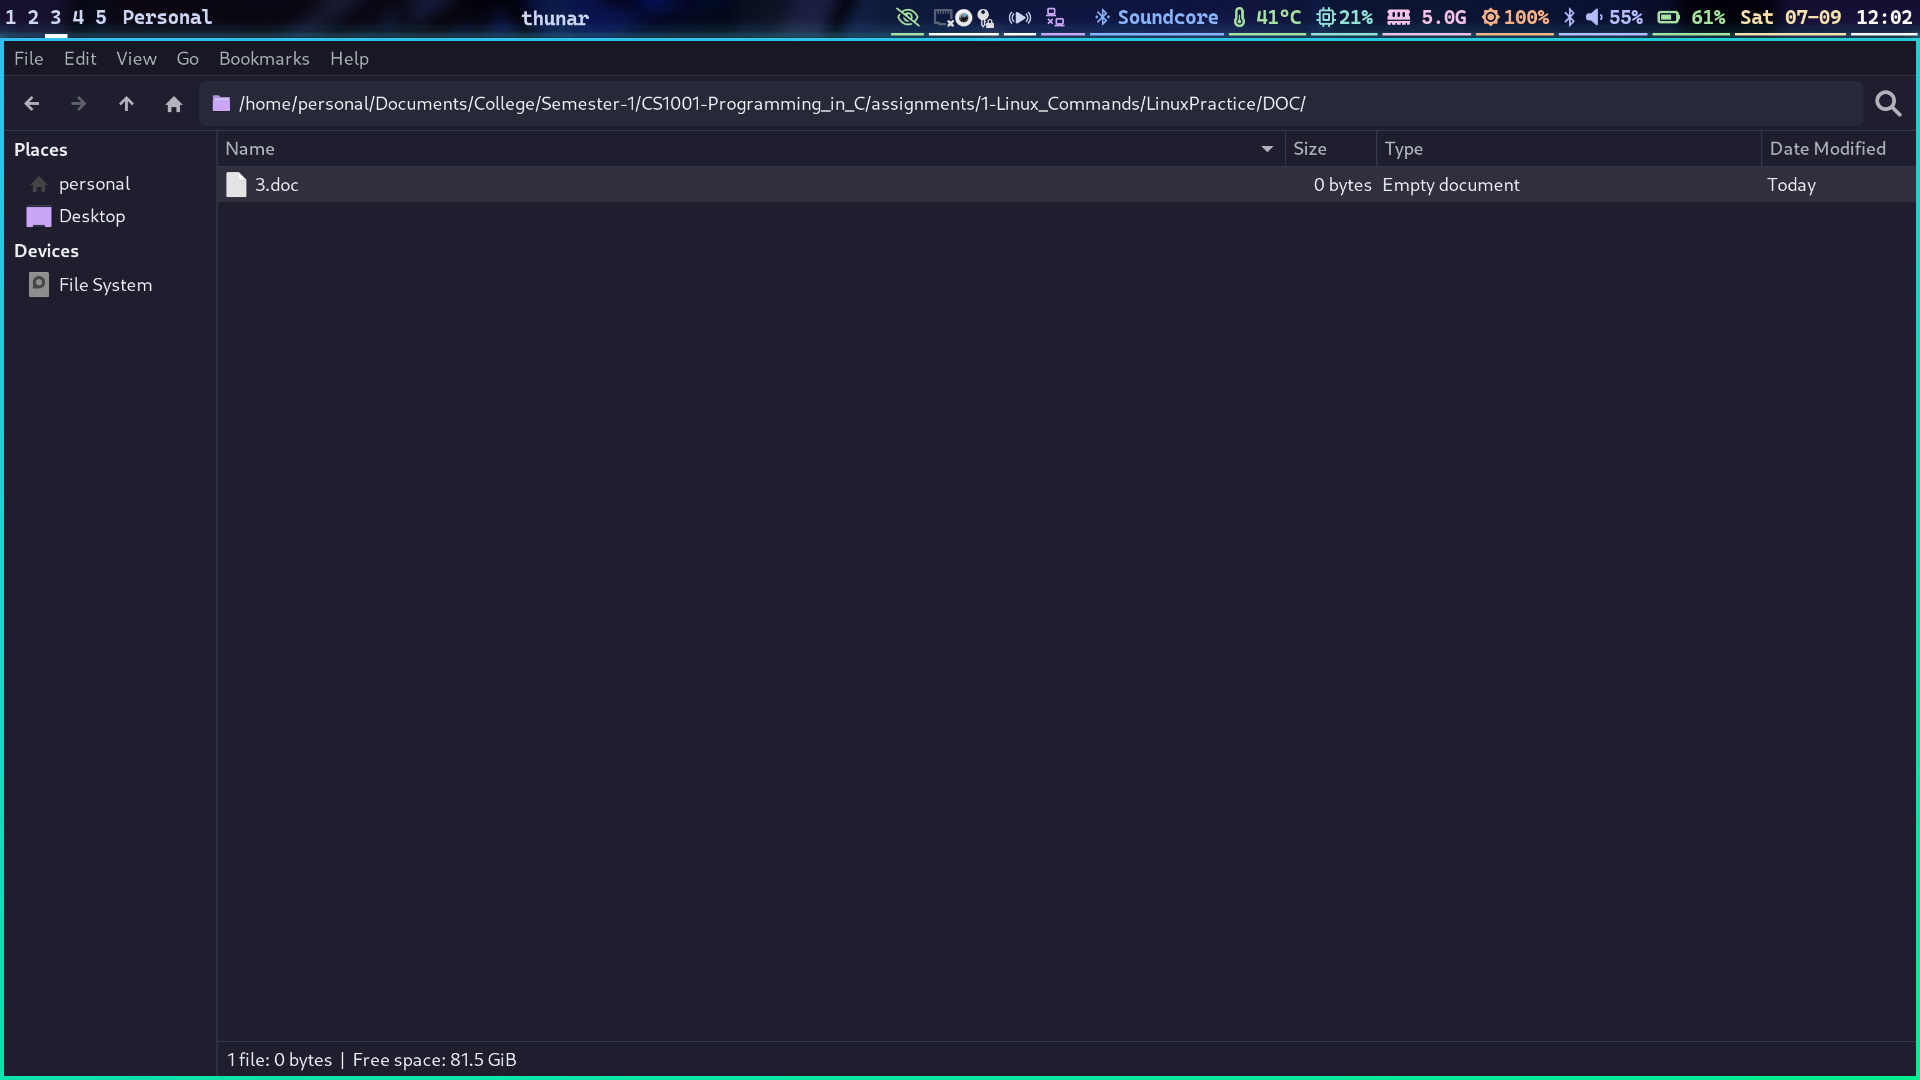 1 2 3 4 5 Personal thunar Soundcore 41°C 21% 5.0G 100% 55% 61% Sat 07-09 12:02
File Edit View Go Bookmarks Help
/home/personal/Documents/College/Semester-1/CS1001-Programming_in_C/assignments/1-Linux_Commands/LinuxPractice/DOC/
Places
personal
Desktop
Devices
File System
Name Size Type Date Modified
3.doc 0 bytes Empty document Today
1 file: 0 bytes | Free space: 81.5 GiB